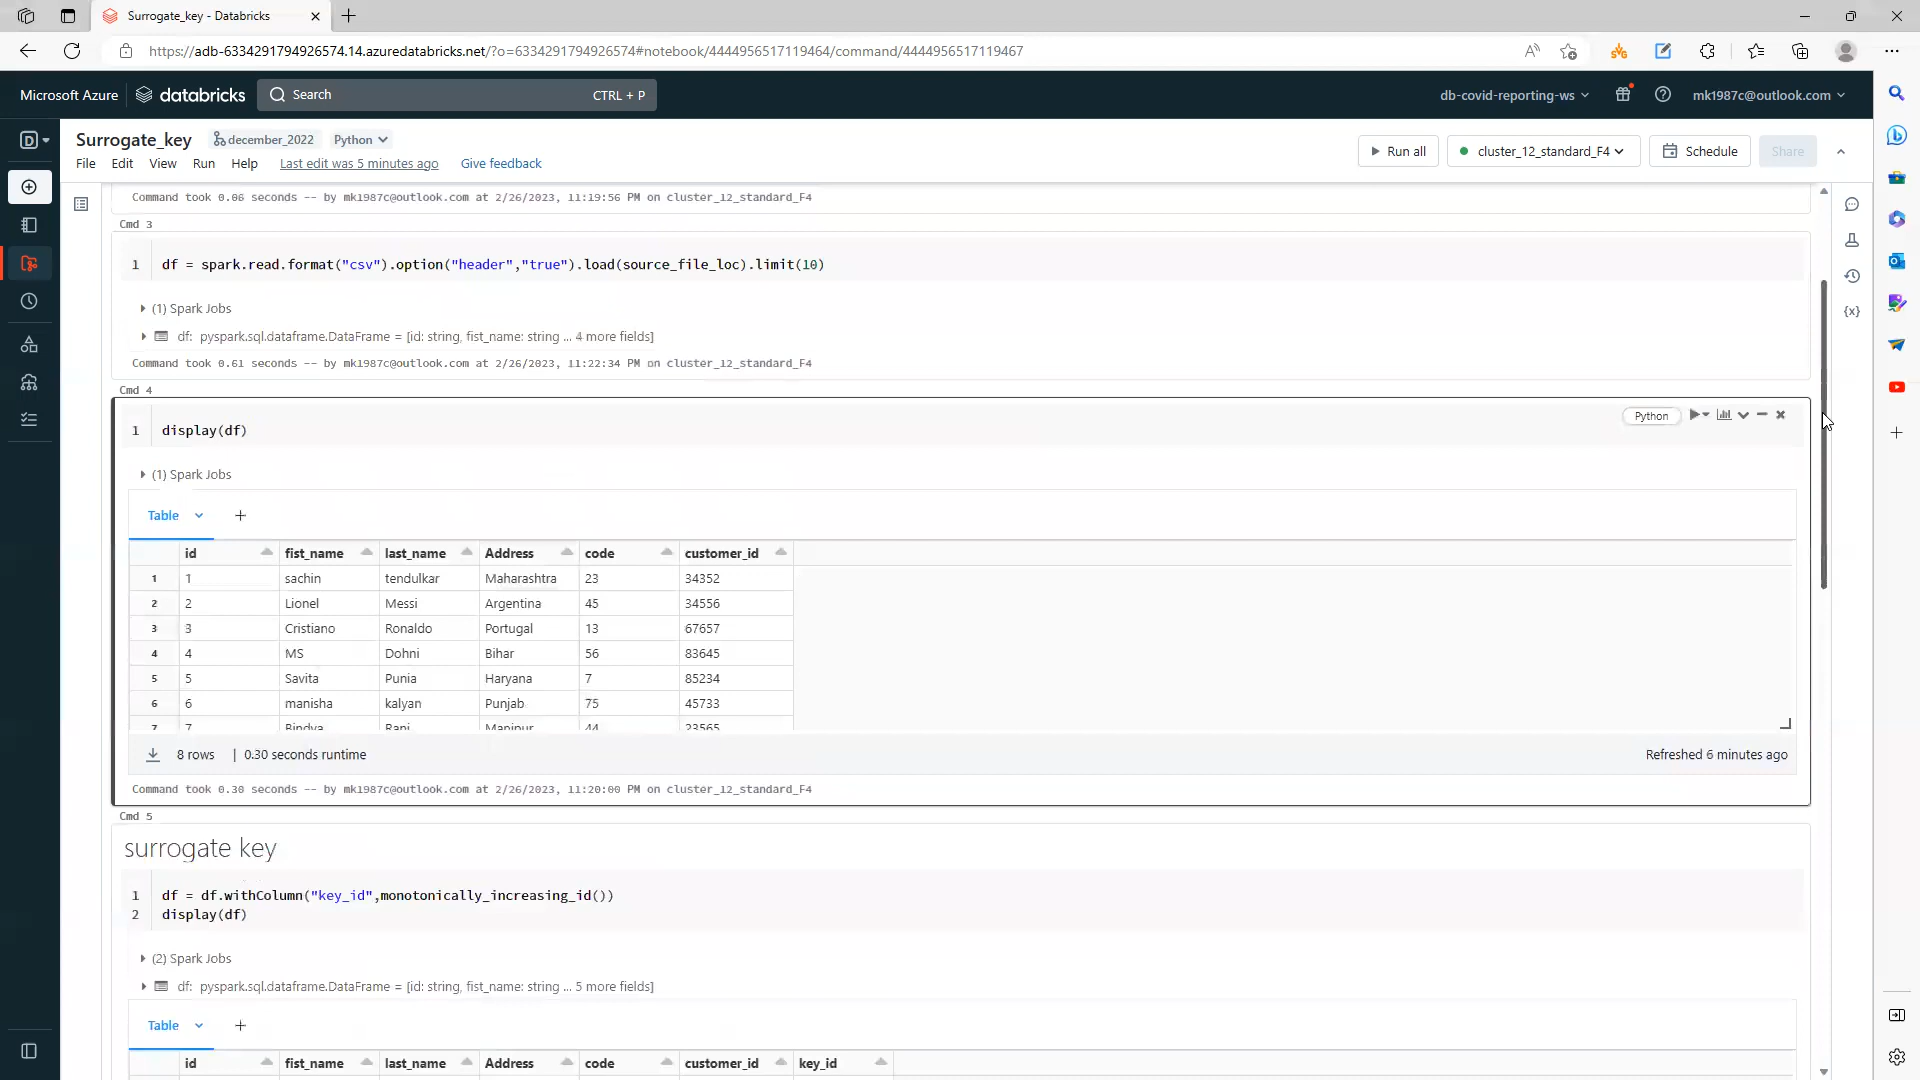 Surrogate_key - Databricks
https://adb-6334291794926574.14.azuredatabricks.net/?o=6334291794926574#notebook/4444956517119464/command/4444956517119467
Microsoft Azure databricks Search CTRL + P db-covid-reporting-ws mk1987c@outlook.com
Surrogate_key december_2022 Python
File Edit View Run Help Last edit was 5 minutes ago Give feedback
Run all cluster_12_standard_F4 Schedule Share
Command took 0.06 seconds -- by mk1987c@outlook.com at 2/26/2023, 11:19:56 PM on cluster_12_standard_F4
Cmd 3
1 df = spark.read.format("csv").option("header","true").load(source_file_loc).limit(10)
(1) Spark Jobs
df: pyspark.sql.dataframe.DataFrame = [id: string, fist_name: string ... 4 more fields]
Command took 0.61 seconds -- by mk1987c@outlook.com at 2/26/2023, 11:22:34 PM on cluster_12_standard_F4
Cmd 4
Python
1 display(df)
(1) Spark Jobs
Table
id fist_name last_name Address code customer_id
1 1 sachin tendulkar Maharashtra 23 34352
2 2 Lionel Messi Argentina 45 34556
3 3 Cristiano Ronaldo Portugal 13 67657
4 4 MS Dohni Bihar 56 83645
5 5 Savita Punia Haryana 7 85234
6 6 manisha kalyan Punjab 75 45733
7 7 Bindya Rani Manipur 44 23565
8 rows | 0.30 seconds runtime Refreshed 6 minutes ago
Command took 0.30 seconds -- by mk1987c@outlook.com at 2/26/2023, 11:20:00 PM on cluster_12_standard_F4
Cmd 5
surrogate key
1 df = df.withColumn("key_id",monotonically_increasing_id())
2 display(df)
(2) Spark Jobs
df: pyspark.sql.dataframe.DataFrame = [id: string, fist_name: string ... 5 more fields]
Table
id fist_name last_name Address code customer_id key_id